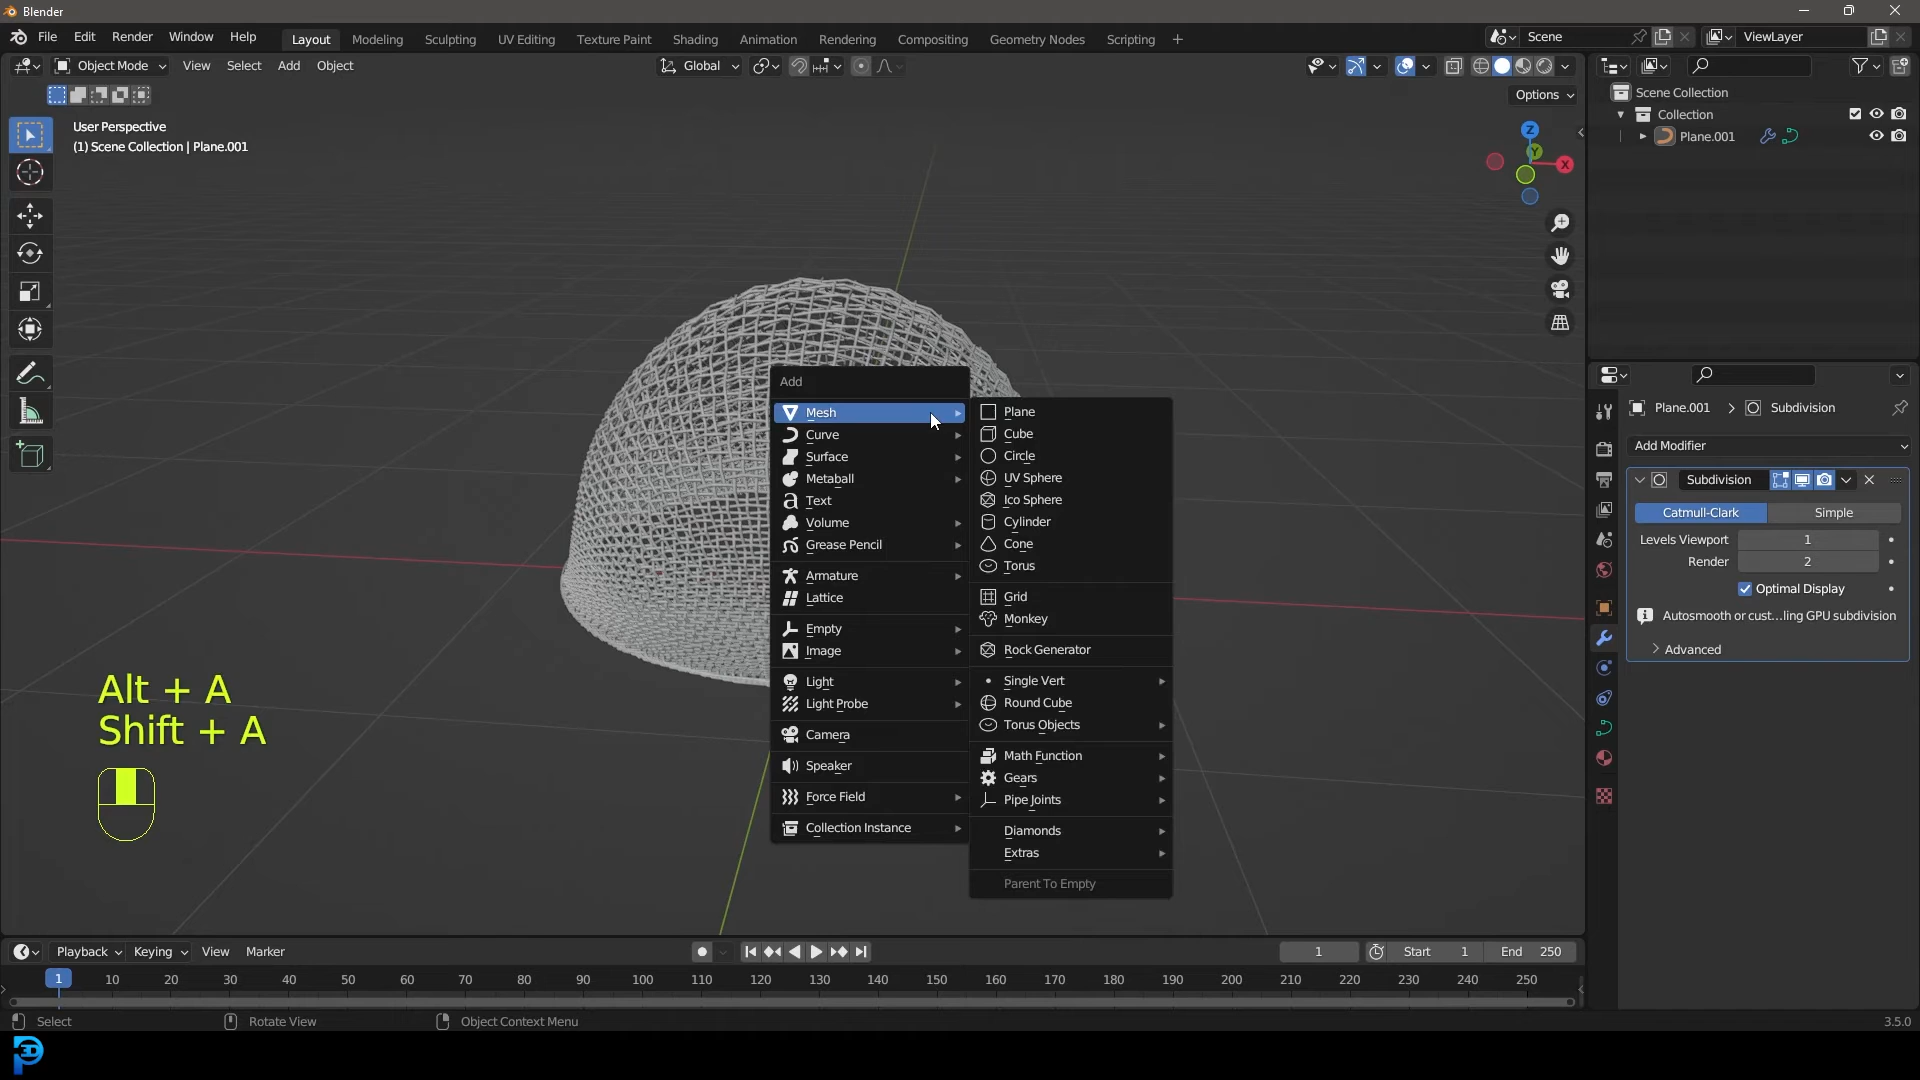 Blender
File Edit Render Window Help Layout Modeling Sculpting UV Editing Texture Paint Shading Animation Rendering Compositing Geometry Nodes Scripting + Scene ViewLayer
Object Mode View Select Add Object Global
Options
User Perspective
(1) Scene Collection | Plane.001
Z
Y
X
Scene Collection
Collection
Plane.001
Add
Mesh
Curve
Surface
Metaball
Text
Volume
Grease Pencil
Armature
Lattice
Empty
Image
Light
Light Probe
Camera
Speaker
Force Field
Collection Instance
Plane
Cube
Circle
UV Sphere
Ico Sphere
Cylinder
Cone
Torus
Grid
Monkey
Rock Generator
Single Vert
Round Cube
Torus Objects
Math Function
Gears
Pipe Joints
Diamonds
Extras
Parent To Empty
Plane.001 Subdivision
Add Modifier
Subdivision
Catmull-Clark Simple
Levels Viewport 1
Render 2
Optimal Display
Autosmooth or cust...ling GPU subdivision
Advanced
Alt + A
Shift + A
Playback Keying View Marker 1 Start 1 End 250
1 10 20 30 40 50 60 70 80 90 100 110 120 130 140 150 160 170 180 190 200 210 220 230 240 250
Select Rotate View Object Context Menu 3.5.0